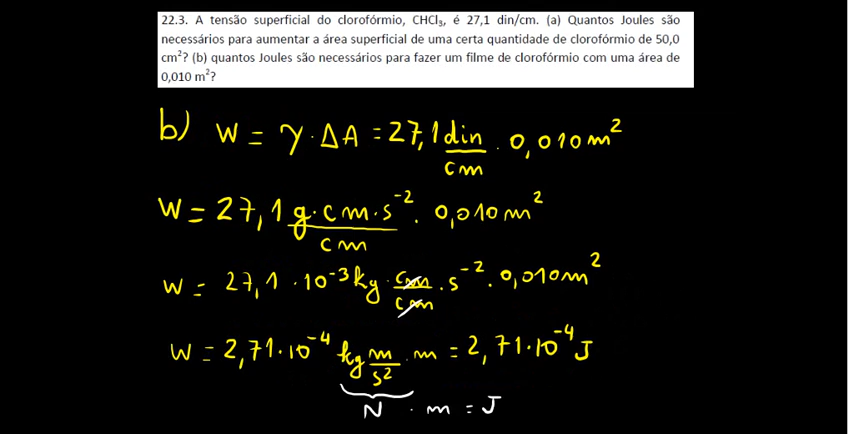 22.3. A tensão superficial do clorofórmio, CHCl₃, é 27,1 din/cm. (a) Quantos Joules são
necessários para aumentar a área superficial de uma certa quantidade de clorofórmio de 50,0
cm²? (b) quantos Joules são necessários para fazer um filme de clorofórmio com uma área de
0,010 m²?
b) W = γ · ΔA = 27,1 din/cm · 0,010 m²
W = 27,1 g·cm·s⁻²/cm · 0,010 m²
W = 27,1 · 10⁻³ kg · cm/cm · s⁻² · 0,010 m²
W = 2,71 · 10⁻⁴ kg m/s² · m = 2,71 · 10⁻⁴ J
N · m = J